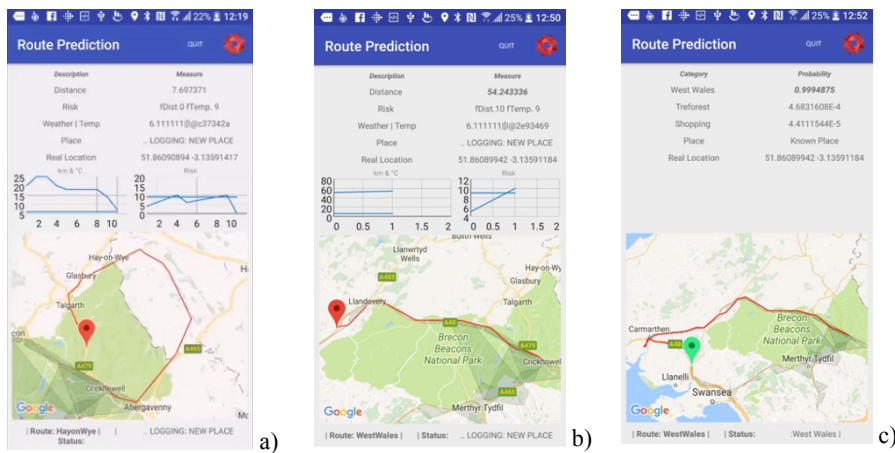 22% 12:19
Route Prediction
QUIT
Description Measure
Distance 7.697371
Risk fDist.0 fTemp. 9
Weather | Temp
Place .. LOGGING: NEW PLACE
Real Location 51.86090894 -3.13591417
km & °C Risk
25 20 15 10 5
20 15 10 5 0
2 4 6 8 10
2 4 6 8 10
Hay-on-Wye
Glasbury
Talgarth
A479
A465
Crickhowell
Abergavenny
Google
| Route: HayonWye | | .. LOGGING: NEW PLACE
Status:
a)
25% 12:50
Route Prediction
QUIT
Description Measure
Distance 54.243336
Risk fDist.10 fTemp. 9
Weather | Temp
Place .. LOGGING: NEW PLACE
Real Location 51.86089942 -3.13591184
km & °C Risk
80 60 40 20 0
12 10 8 6 4
0 0.5 1 1.5 2
0 0.5 1 1.5 2
Builth Wells
Llanwrtyd Wells
Hay-on-Wy
A483
Glasbury
Llandovery
Talgarth
A40
A479
Brecon Beacons National Park
Crickhowel
A465
Merthyr Tydfil
Google
| Route: WestWales | | Status: .. LOGGING: NEW PLACE
b)
25% 12:52
Route Prediction
QUIT
Category Probability
West Wales 0.9994875
Treforest 4.6831608E-4
Shopping 4.4111544E-5
Place Known Place
Real Location 51.86089942 -3.13591184
Carmarthen
A48
Brecon Beacons National Park
Merthyr Tydfil
Llanelli
Swansea
Google
| Route: WestWales | | Status: :West Wales |
c)